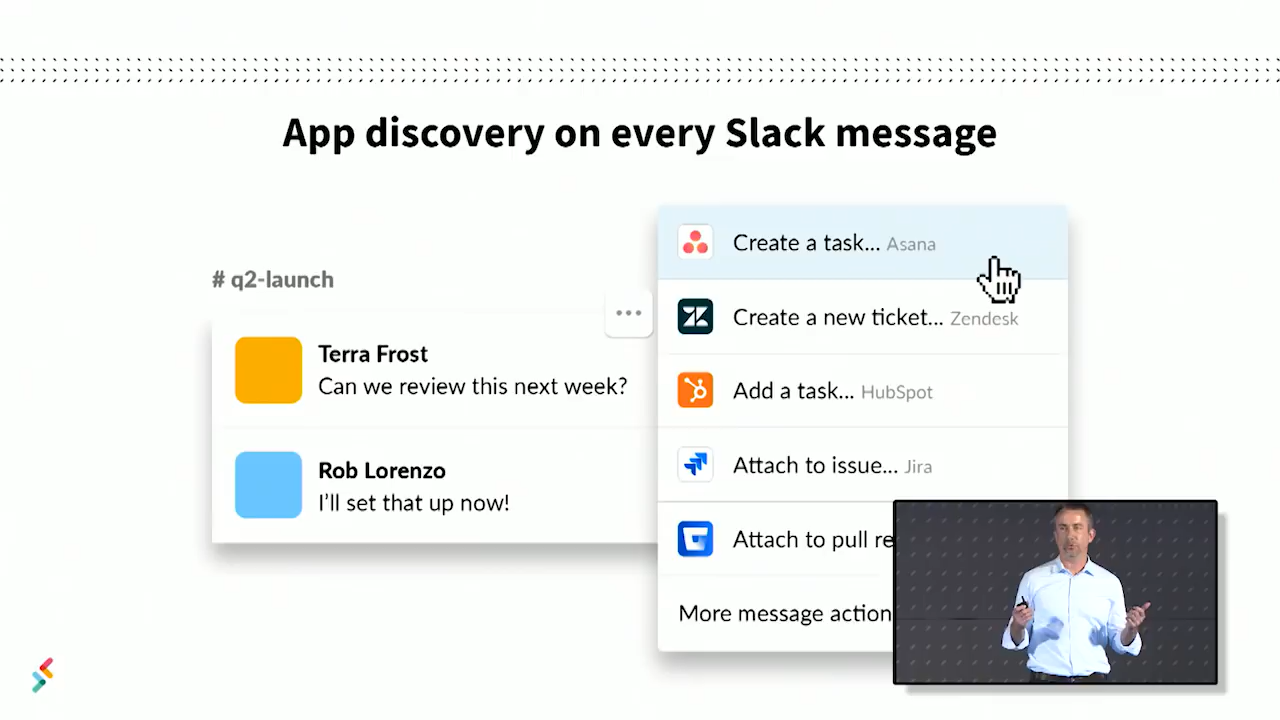 App discovery on every Slack message
# q2-launch
Terra Frost
Can we review this next week?
Rob Lorenzo
I'll set that up now!
Create a task... Asana
Create a new ticket... Zendesk
Add a task... HubSpot
Attach to issue... Jira
Attach to pull re
More message action